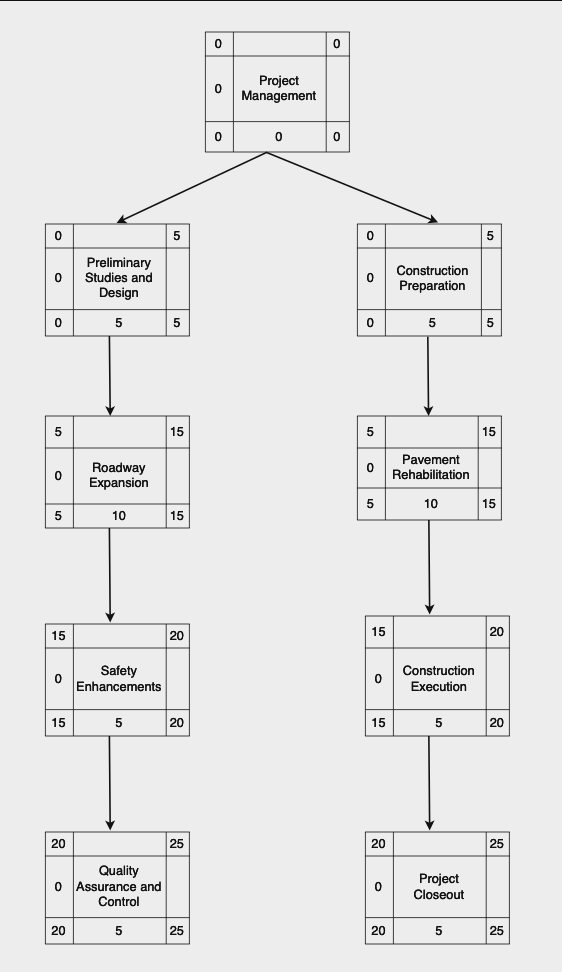 0 0
Project
0 Management
0 0 0
0 5 0 5
Preliminary
0 Studies and 0 Construction
Design Preparation
0 5 5 0 5 5
5 15 5 15
0 Roadway 0 Pavement
Expansion Rehabilitation
5 10 15 5 10 15
15 20 15 20
0 Safety 0 Construction
Enhancements Execution
15 5 20 15 5 20
20 25 20 25
Quality
0 Assurance and 0 Project
Control Closeout
20 5 25 20 5 25